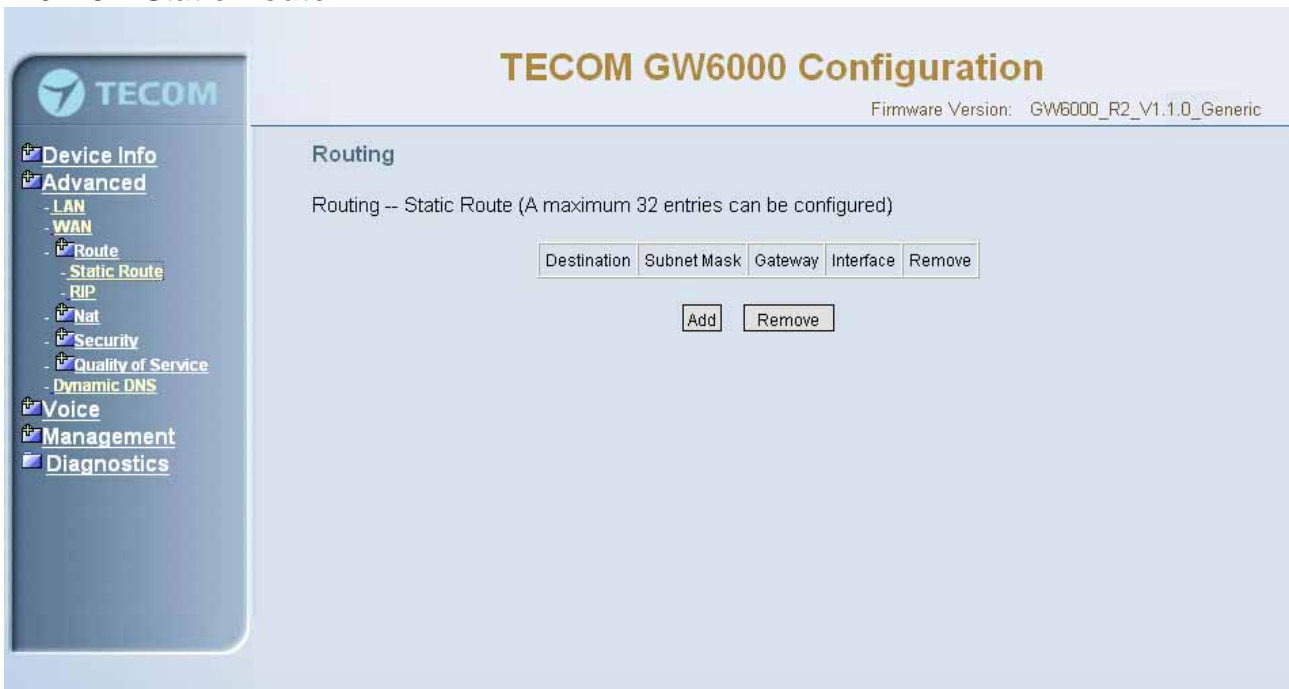 TECOM
TECOM GW6000 Configuration
Firmware Version: GW6000_R2_V1.1.0_Generic
Device Info
Advanced
- LAN
- WAN
- Route
- Static Route
- RIP
- Nat
- Security
- Quality of Service
- Dynamic DNS
Voice
Management
Diagnostics
Routing
Routing -- Static Route (A maximum 32 entries can be configured)
Destination Subnet Mask Gateway Interface Remove
Add Remove